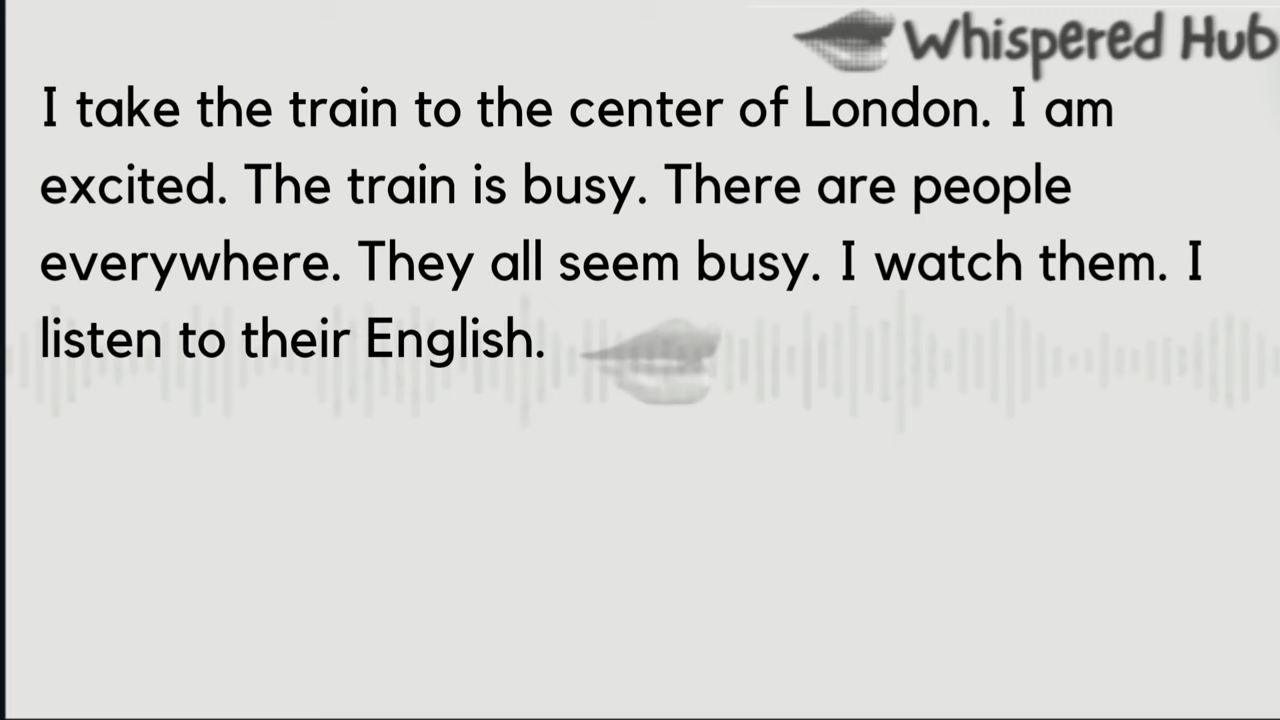 Whispered Hub
I take the train to the center of London. I am
excited. The train is busy. There are people
everywhere. They all seem busy. I watch them. I
listen to their English.